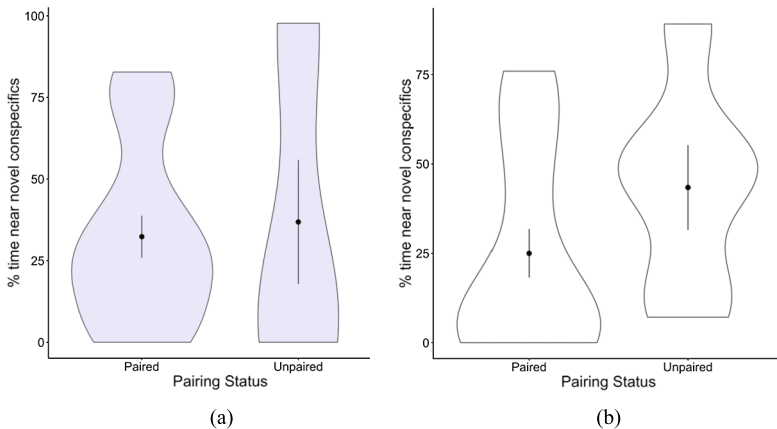 % time near novel conspecifics
100
75
50
25
0
Paired
Unpaired
Pairing Status
(a)
% time near novel conspecifics
75
50
25
0
Paired
Unpaired
Pairing Status
(b)